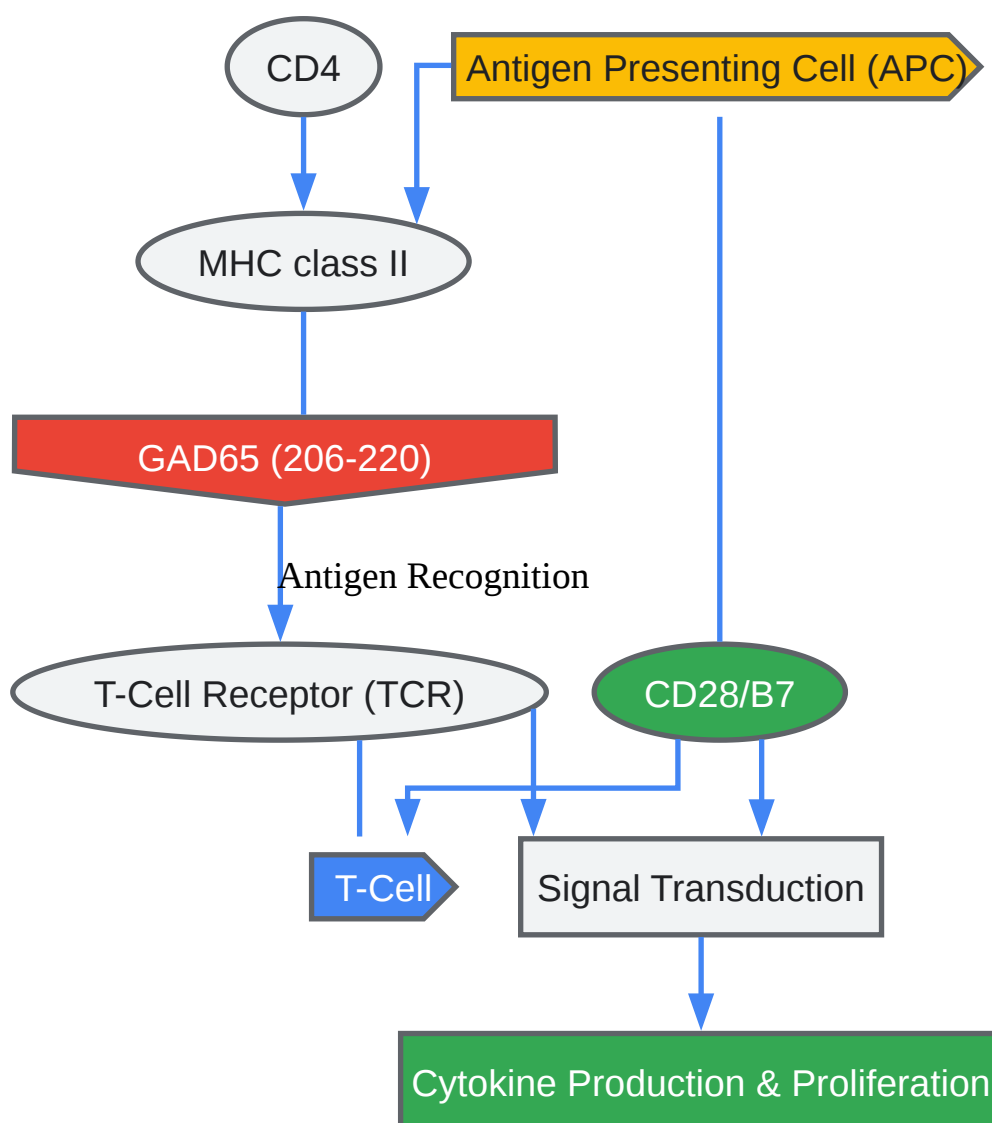 CD4
Antigen Presenting Cell (APC)
MHC class II
GAD65 (206-220)
Antigen Recognition
T-Cell Receptor (TCR)
CD28/B7
T-Cell
Signal Transduction
Cytokine Production & Proliferation